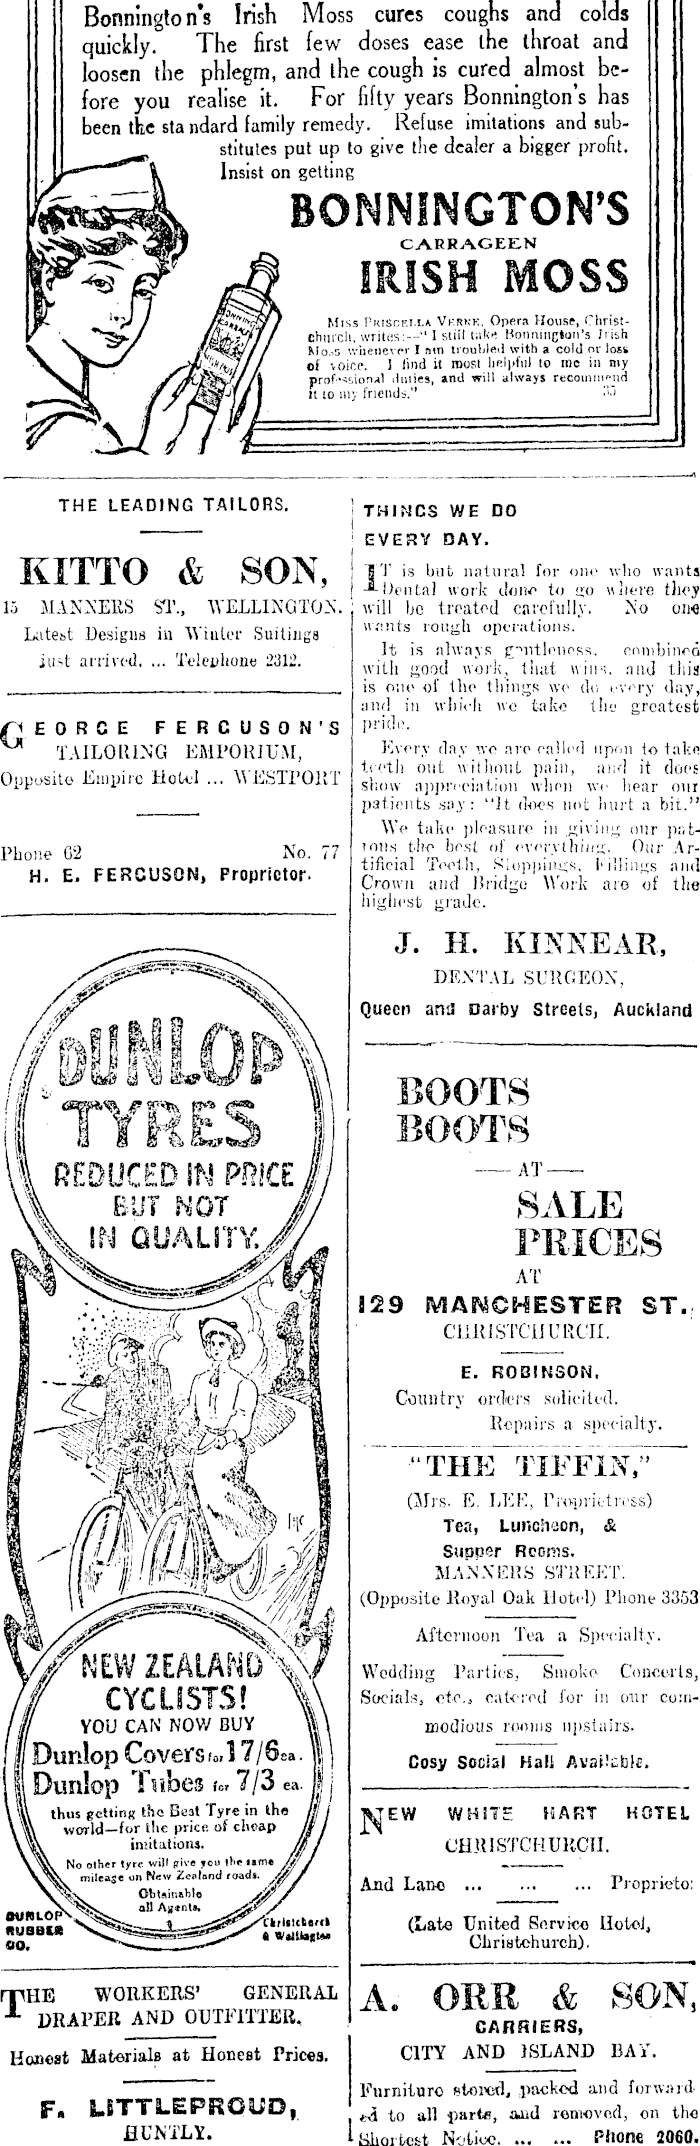 Bonnington's Irish Moss cures coughs and colds
quickly. The first few doses ease the throat and
loosen the phlegm, and the cough is cured almost be-
fore you realise it. For fifty years Bonnington's has
been the standard family remedy. Refuse imitations and sub-
stitutes put up to give the dealer a bigger profit.
Insist on getting
BONNINGTON'S
CARRAGEEN
IRISH MOSS
MISS PRISCILLA VERNE, Opera House, Christ-
church, writes:—"I still take Bonnington's Irish
Moss whenever I am troubled with a cold or loss
of voice. I find it most helpful to me in my
professional duties, and will always recommend
it to my friends." 35
THE LEADING TAILORS.
KITTO & SON,
15 MANNERS ST., WELLINGTON.
Latest Designs in Winter Suitings
just arrived. ... Telephone 2312.
GEORGE FERGUSON'S
TAILORING EMPORIUM,
Opposite Empire Hotel ... WESTPORT
Phone 62 No. 77
H. E. FERGUSON, Proprietor.
DUNLOP
TYRES
REDUCED IN PRICE
BUT NOT
IN QUALITY.
NEW ZEALAND
CYCLISTS!
YOU CAN NOW BUY
Dunlop Covers for 17/6 ea.
Dunlop Tubes for 7/3 ea.
thus getting the Best Tyre in the
world—for the price of cheap
imitations.
No other tyre will give you the same
mileage on New Zealand roads.
Obtainable
all Agents.
DUNLOP
RUBBER
CO.
Christchurch
& Wellington
THE WORKERS' GENERAL
DRAPER AND OUTFITTER.
Honest Materials at Honest Prices.
F. LITTLEPROUD,
HUNTLY.
THINGS WE DO
EVERY DAY.
IT is but natural for one who wants
Dental work done to go where they
will be treated carefully. No one
wants rough operations.
It is always gentleness, combined
with good work, that wins, and this
is one of the things we do every day,
and in which we take the greatest
pride.
Every day we are called upon to take
teeth out without pain, and it does
show appreciation when we hear our
patients say: "It does not hurt a bit."
We take pleasure in giving our pat-
rons the best of everything. Our Ar-
tificial Teeth, Stoppings, Fillings and
Crown and Bridge Work are of the
highest grade.
J. H. KINNEAR,
DENTAL SURGEON,
Queen and Darby Streets, Auckland
BOOTS
BOOTS
—AT—
SALE
PRICES
AT
129 MANCHESTER ST.,
CHRISTCHURCH.
E. ROBINSON.
Country orders solicited.
Repairs a specialty.
"THE TIFFIN,"
(Mrs. E. LEE, Proprietress)
Tea, Luncheon, &
Supper Rooms.
MANNERS STREET.
(Opposite Royal Oak Hotel) Phone 3353
Afternoon Tea a Specialty.
Wedding Parties, Smoke Concerts,
Socials, etc., catered for in our com-
modious rooms upstairs.
Cosy Social Hall Available.
NEW WHITE HART HOTEL
CHRISTCHURCH.
And Lane ... ... ... Proprieto:
(Late United Service Hotel,
Christchurch).
A. ORR & SON,
CARRIERS,
CITY AND ISLAND BAY.
Furniture stored, packed and forward
ed to all parts, and removed, on the
Shortest Notice. ... ... Phone 2060.